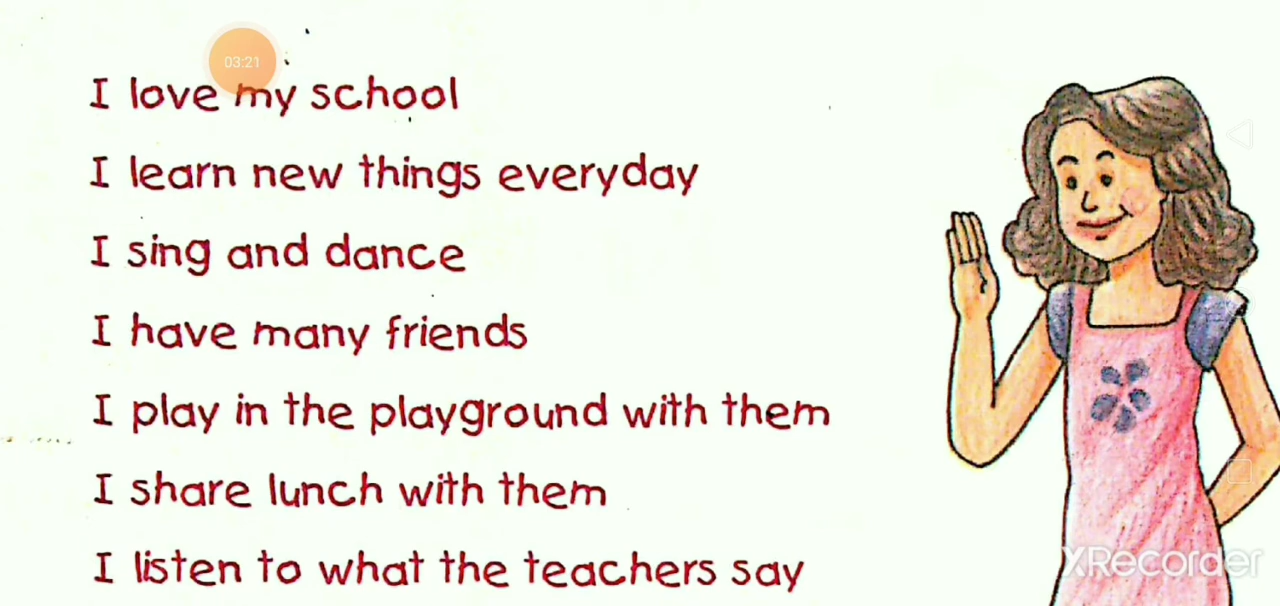 03:21
I love my school
I learn new things everyday
I sing and dance
I have many friends
I play in the playground with them
I share lunch with them
I listen to what the teachers say
XRecorder